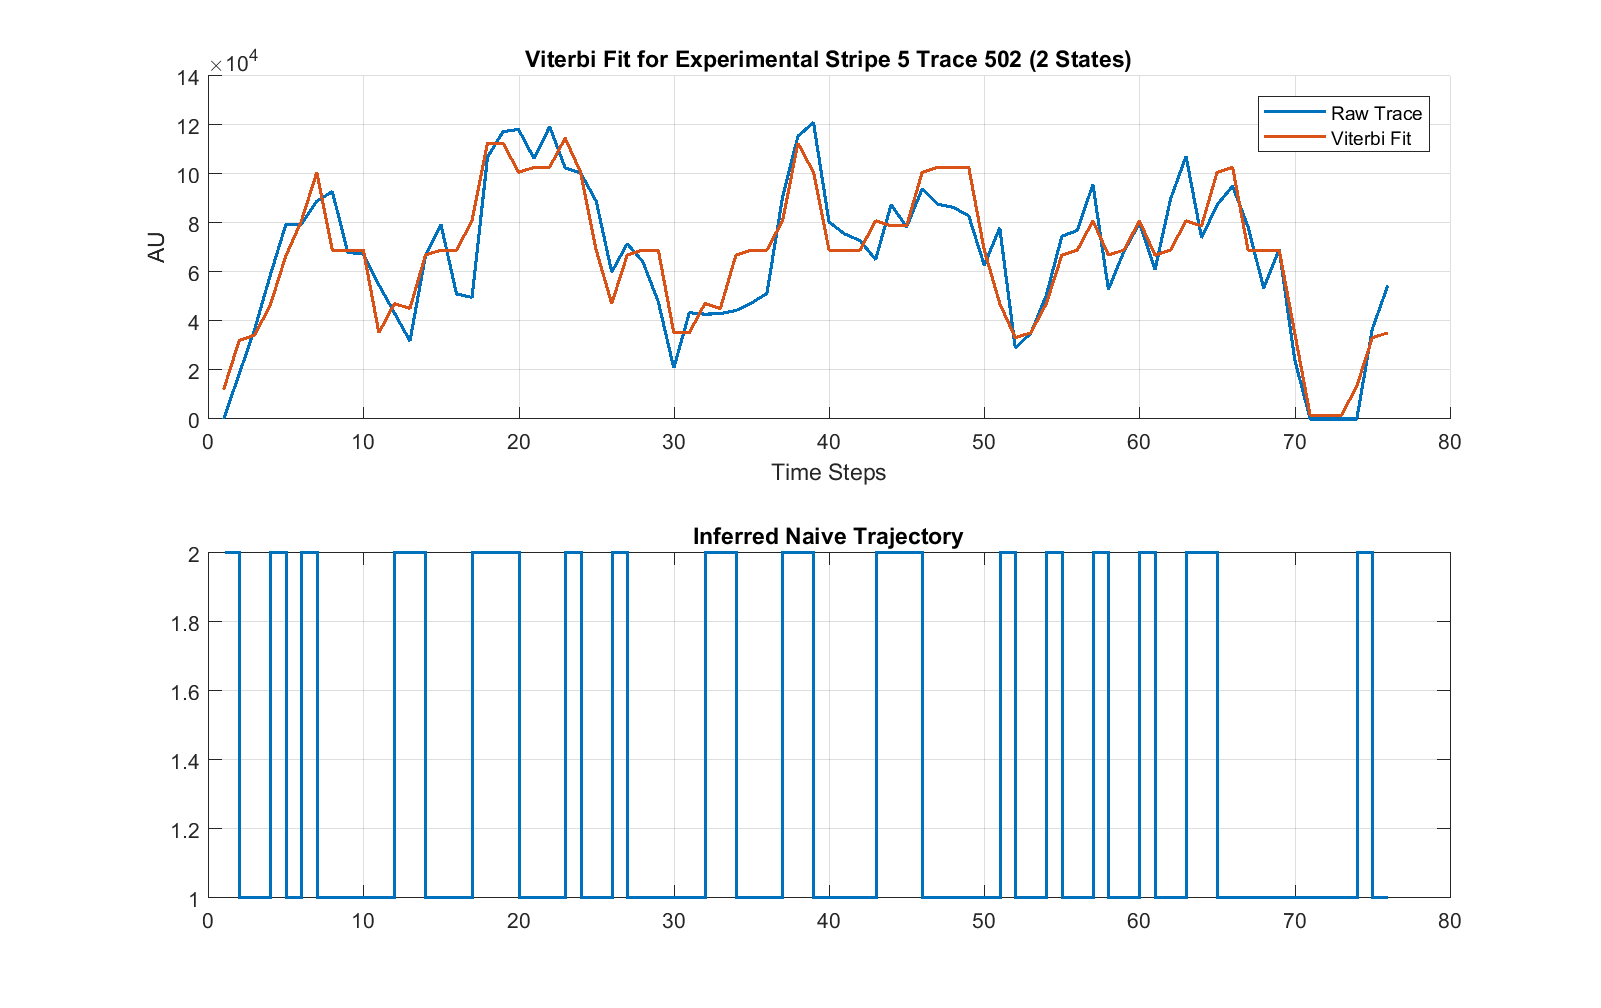 Viterbi Fit for Experimental Stripe 5 Trace 502 (2 States)
×10^4
14
12
10
8
6
4
2
0
AU
Raw Trace
Viterbi Fit
0 10 20 30 40 50 60 70 80
Time Steps
Inferred Naive Trajectory
2
1.8
1.6
1.4
1.2
1
0 10 20 30 40 50 60 70 80